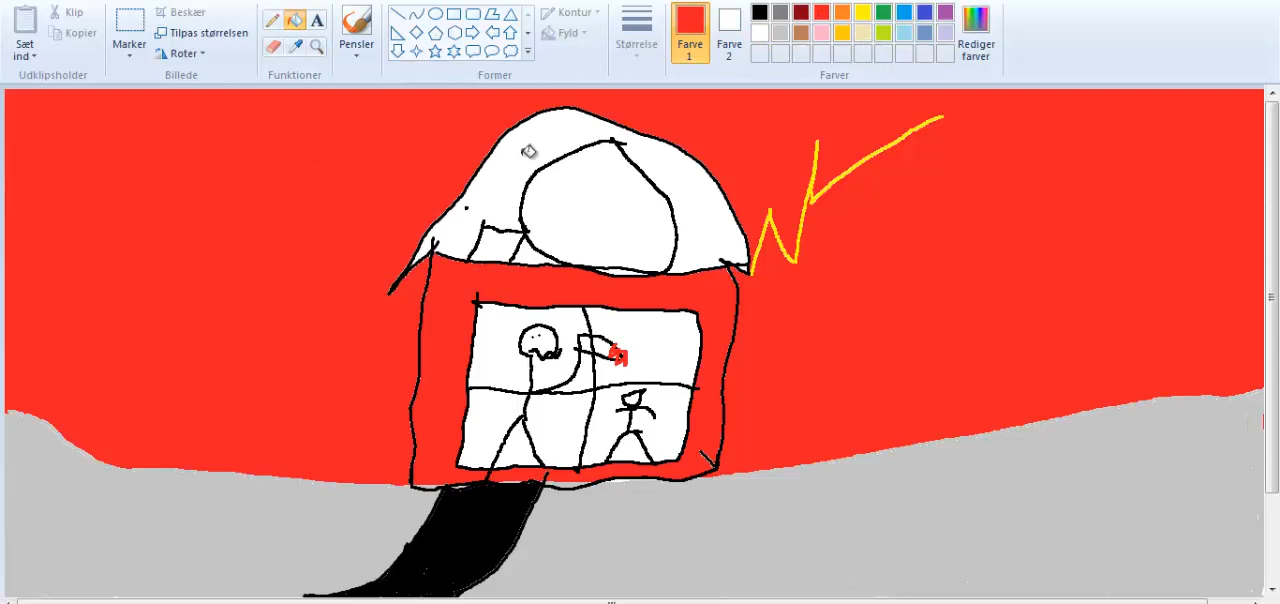 Klip
Kopier
Sæt
ind
Udklipsholder
Marker
Beskær
Tilpas størrelsen
Roter
Billede
A
Funktioner
Pensler
Kontur
Fyld
Former
Størrelse
Farve
1
Farve
2
Rediger
farver
Farver